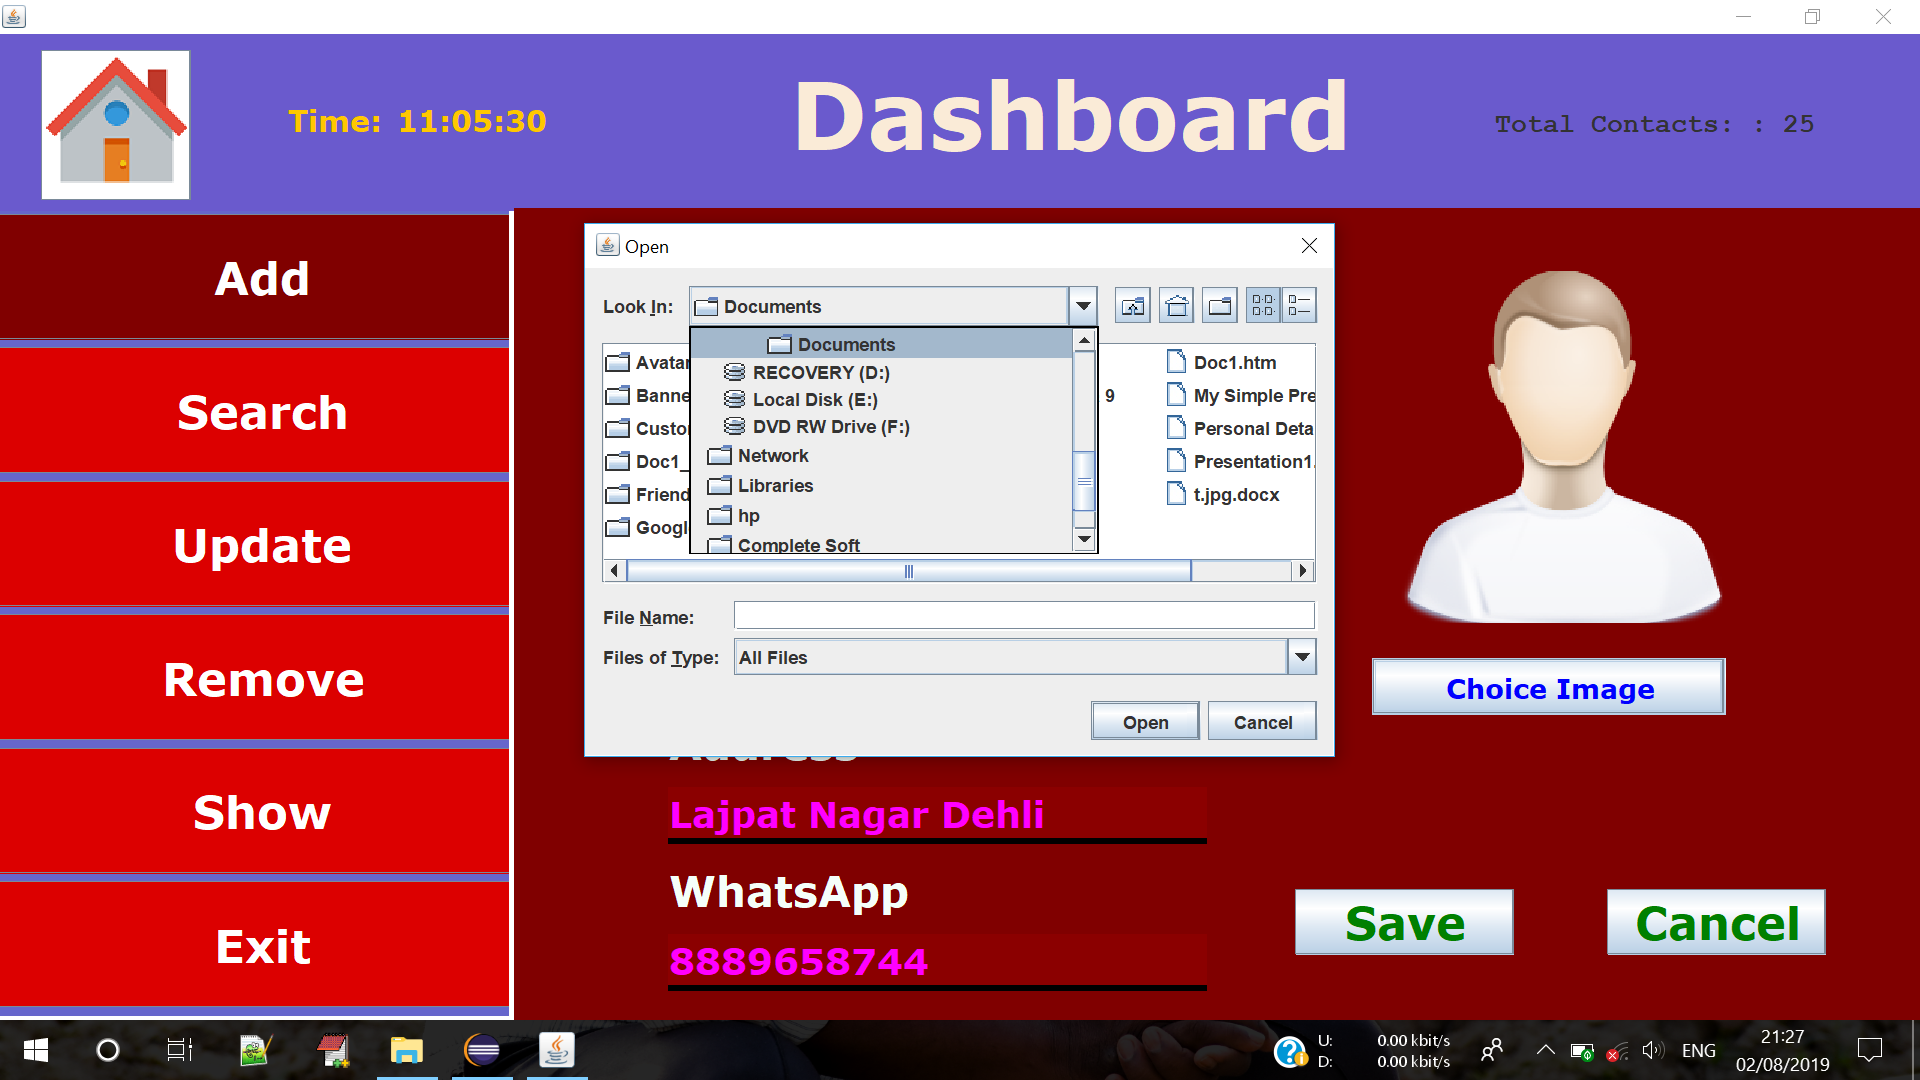 Time: 11:05:30
Dashboard
Total Contacts: : 25
Add
Search
Update
Remove
Show
Exit
Open
Look In:
Documents
Documents
RECOVERY (D:)
Local Disk (E:)
DVD RW Drive (F:)
Network
Libraries
hp
Complete Soft
Avatar
Banne
Custo
Doc1_
Friend
Googl
9
Doc1.htm
My Simple Pre
Personal Deta
Presentation1.
t.jpg.docx
File Name:
Files of Type: All Files
Open
Cancel
Choice Image
Address
Lajpat Nagar Dehli
WhatsApp
8889658744
Save
Cancel
U: 0.00 kbit/s
D: 0.00 kbit/s
ENG
21:27
02/08/2019